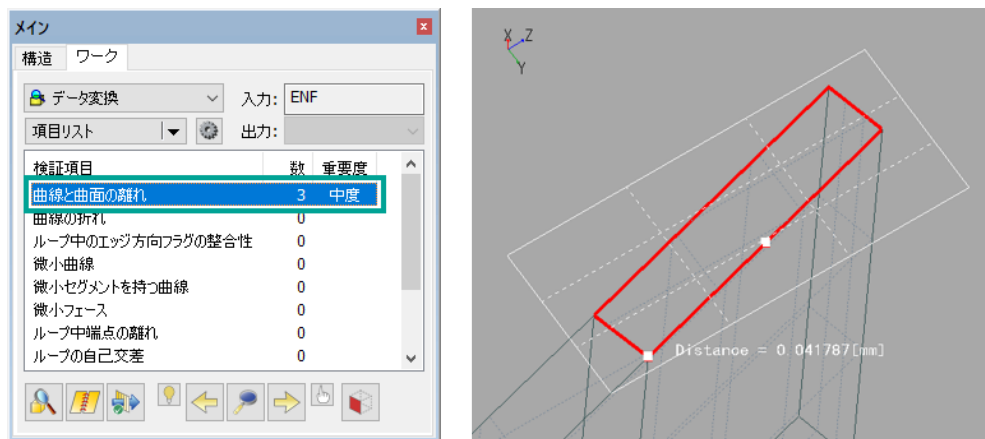 メイン
構造 ワーク
データ変換 入力: ENF
項目リスト 出力:
検証項目 数 重要度
曲線と曲面の離れ 3 中度
曲線の折れ 0
ループ中のエッジ方向フラグの整合性 0
微小曲線 0
微小セグメントを持つ曲線 0
微小フェース 0
ループ中端点の離れ 0
ループの自己交差 0
X Z
Y
Distance = 0.041787[mm]